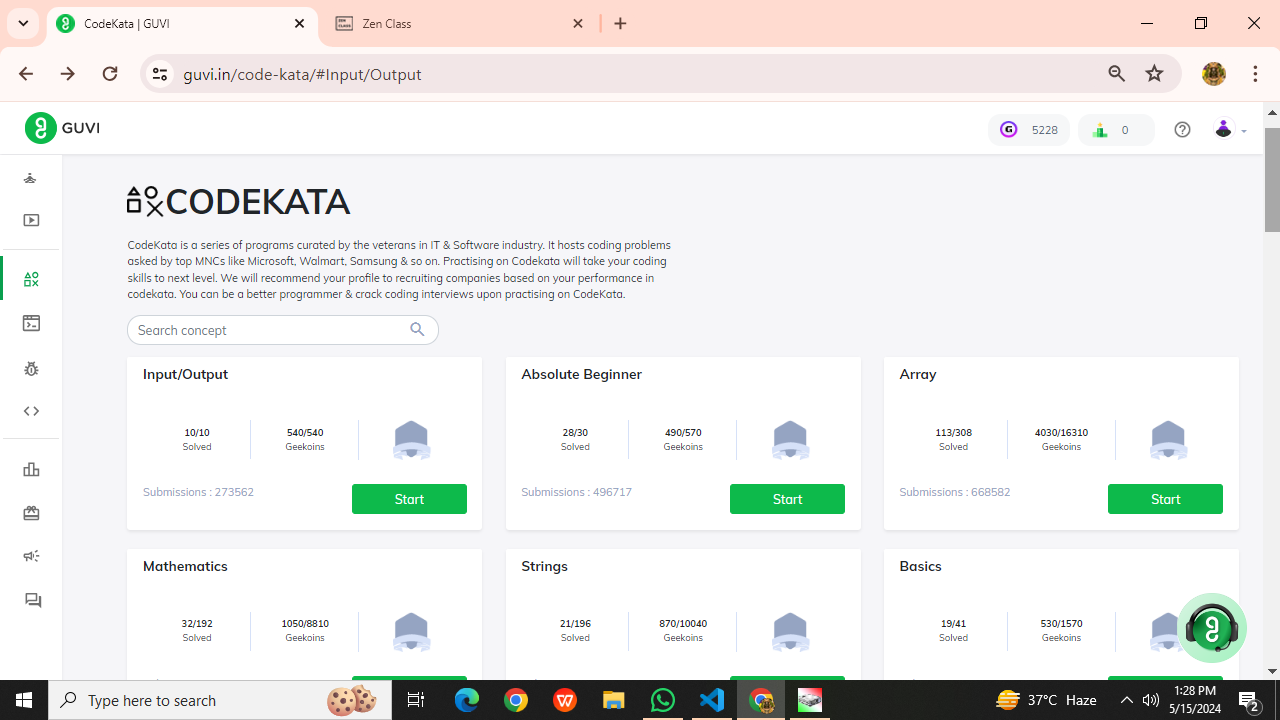 CodeKata | GUVI
Zen Class
guvi.in/code-kata/#Input/Output
GUVI
5228
0
CODEKATA
CodeKata is a series of programs curated by the veterans in IT & Software industry. It hosts coding problems
asked by top MNCs like Microsoft, Walmart, Samsung & so on. Practising on Codekata will take your coding
skills to next level. We will recommend your profile to recruiting companies based on your performance in
codekata. You can be a better programmer & crack coding interviews upon practising on CodeKata.
Search concept
Input/Output
10/10
Solved
540/540
Geekoins
Submissions : 273562
Start
Absolute Beginner
28/30
Solved
490/570
Geekoins
Submissions : 496717
Start
Array
113/308
Solved
4030/16310
Geekoins
Submissions : 668582
Start
Mathematics
32/192
Solved
1050/8810
Geekoins
Strings
21/196
Solved
870/10040
Geekoins
Basics
19/41
Solved
530/1570
Geekoins
Type here to search
37°C Haze
1:28 PM
5/15/2024
2